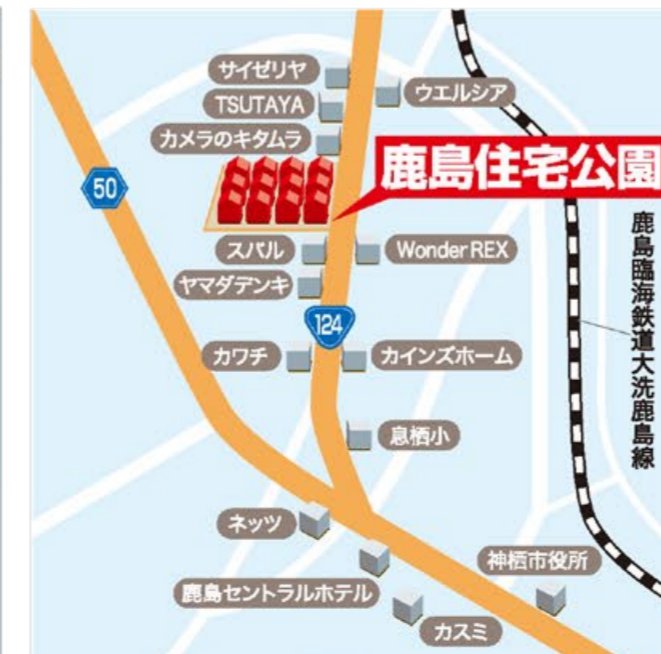 サイゼリヤ
ウエルシア
TSUTAYA
カメラのキタムラ
鹿島住宅公園
50
スバル
Wonder REX
ヤマダデンキ
鹿島臨海鉄道大洗鹿島線
124
カワチ
カインズホーム
息栖小
ネッツ
神栖市役所
鹿島セントラルホテル
カスミ